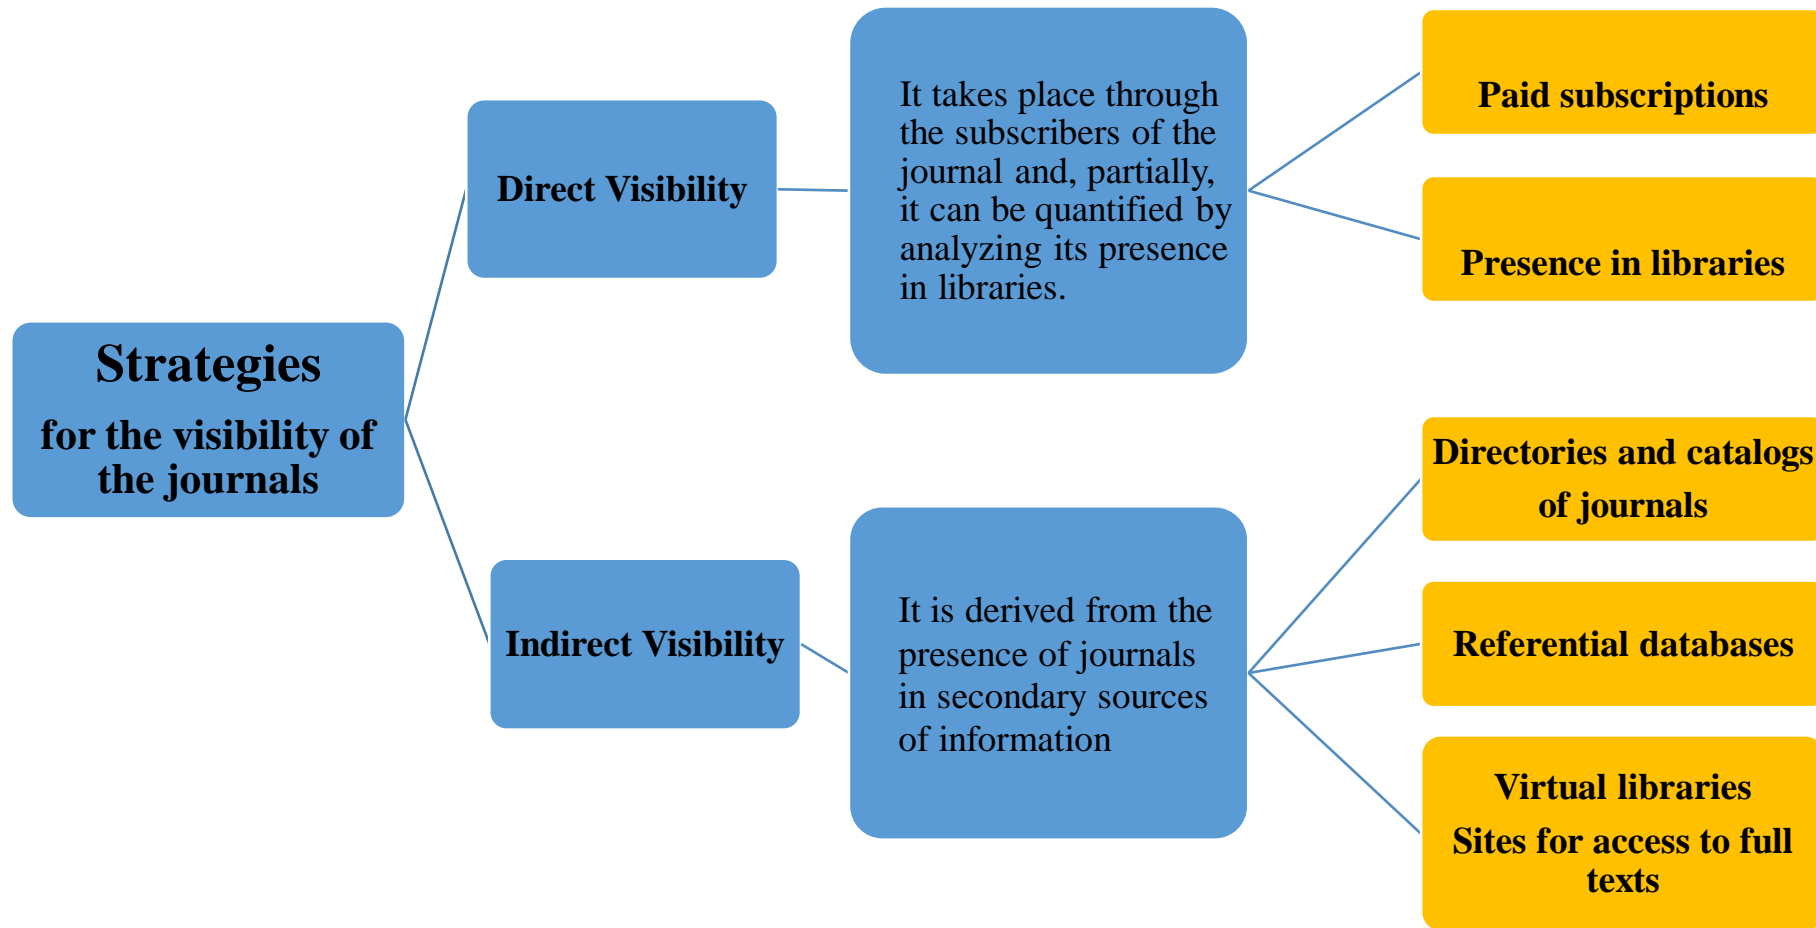 Strategies
for the visibility of
the journals
Direct Visibility
It takes place through
the subscribers of the
journal and, partially,
it can be quantified by
analyzing its presence
in libraries.
Paid subscriptions
Presence in libraries
Indirect Visibility
It is derived from the
presence of journals
in secondary sources
of information
Directories and catalogs
of journals
Referential databases
Virtual libraries
Sites for access to full
texts